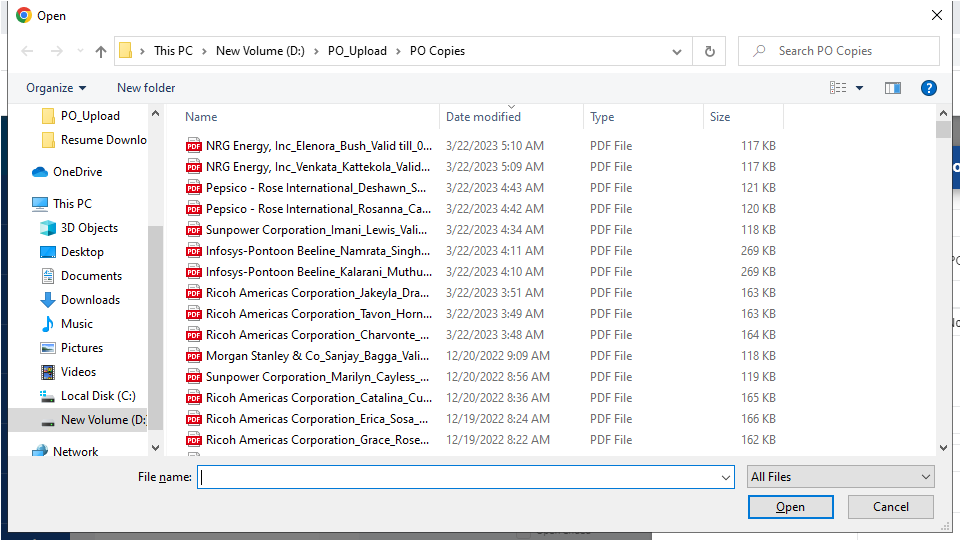 Open
This PC > New Volume (D:) > PO_Upload > PO Copies
Search PO Copies
Organize
New folder
PO_Upload
Resume Downlo
OneDrive
This PC
3D Objects
Desktop
Documents
Downloads
Music
Pictures
Videos
Local Disk (C:)
New Volume (D:
Network
Name Date modified Type Size
NRG Energy, Inc_Elenora_Bush_Valid till_0... 3/22/2023 5:10 AM PDF File 117 KB
NRG Energy, Inc_Venkata_Kattekola_Valid... 3/22/2023 5:09 AM PDF File 117 KB
Pepsico - Rose International_Deshawn_S... 3/22/2023 4:43 AM PDF File 121 KB
Pepsico - Rose International_Rosanna_Ca... 3/22/2023 4:42 AM PDF File 120 KB
Sunpower Corporation_Imani_Lewis_Vali... 3/22/2023 4:34 AM PDF File 118 KB
Infosys-Pontoon Beeline_Namrata_Singh... 3/22/2023 4:11 AM PDF File 269 KB
Infosys-Pontoon Beeline_Kalarani_Muthu... 3/22/2023 4:10 AM PDF File 269 KB
Ricoh Americas Corporation_Jakeyla_Dra... 3/22/2023 3:51 AM PDF File 163 KB
Ricoh Americas Corporation_Tavon_Horn... 3/22/2023 3:49 AM PDF File 163 KB
Ricoh Americas Corporation_Charvonte_... 3/22/2023 3:48 AM PDF File 164 KB
Morgan Stanley & Co_Sanjay_Bagga_Vali... 12/20/2022 9:09 AM PDF File 118 KB
Sunpower Corporation_Marilyn_Cayless_... 12/20/2022 8:56 AM PDF File 119 KB
Ricoh Americas Corporation_Catalina_Cu... 12/20/2022 8:36 AM PDF File 165 KB
Ricoh Americas Corporation_Erica_Sosa_... 12/19/2022 8:24 AM PDF File 166 KB
Ricoh Americas Corporation_Grace_Rose... 12/19/2022 8:22 AM PDF File 162 KB
File name:
All Files
Open
Cancel